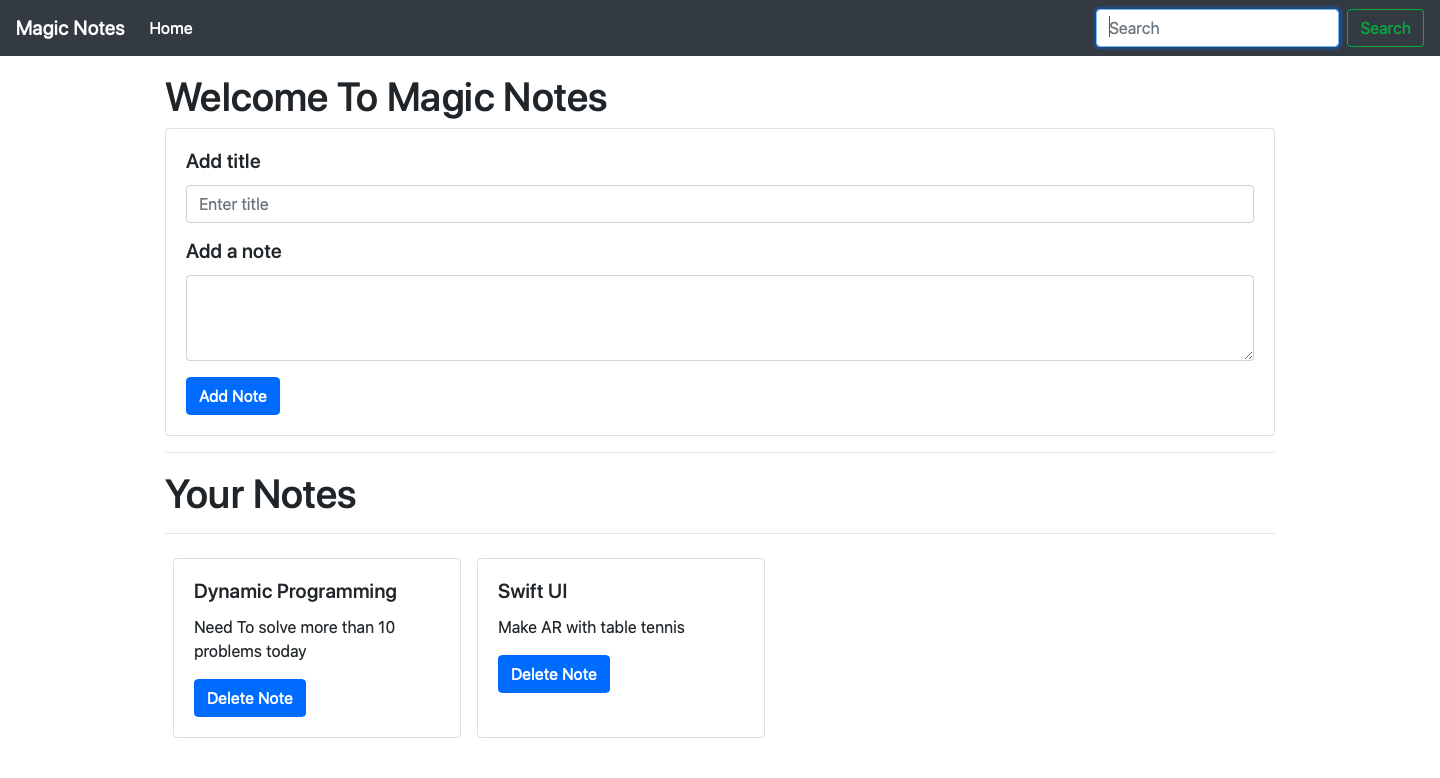 Magic Notes Home Search Search
Welcome To Magic Notes
Add title
Enter title
Add a note
Add Note
Your Notes
Dynamic Programming
Need To solve more than 10
problems today
Delete Note
Swift UI
Make AR with table tennis
Delete Note